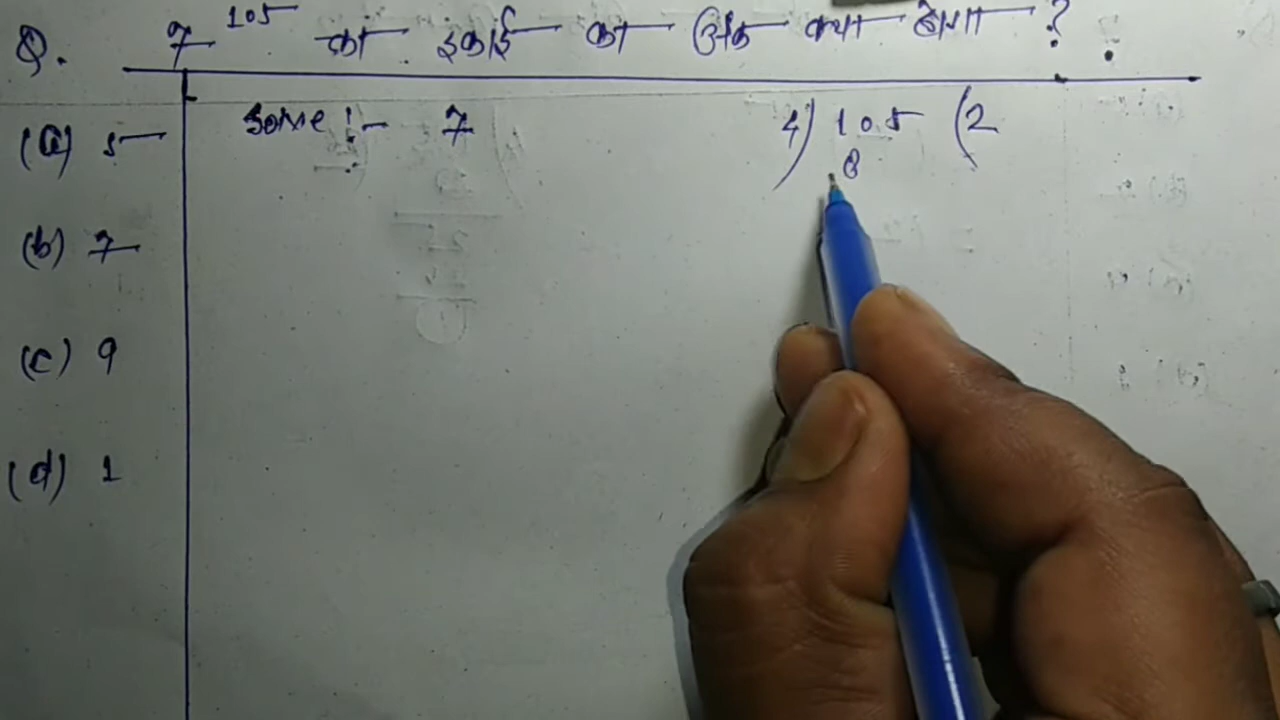 Q. 7^105 का इकाई का अंक क्या होगा ?
(a) 5
(b) 7
(c) 9
(d) 1
Solve :- 7
4) 105 (2
8